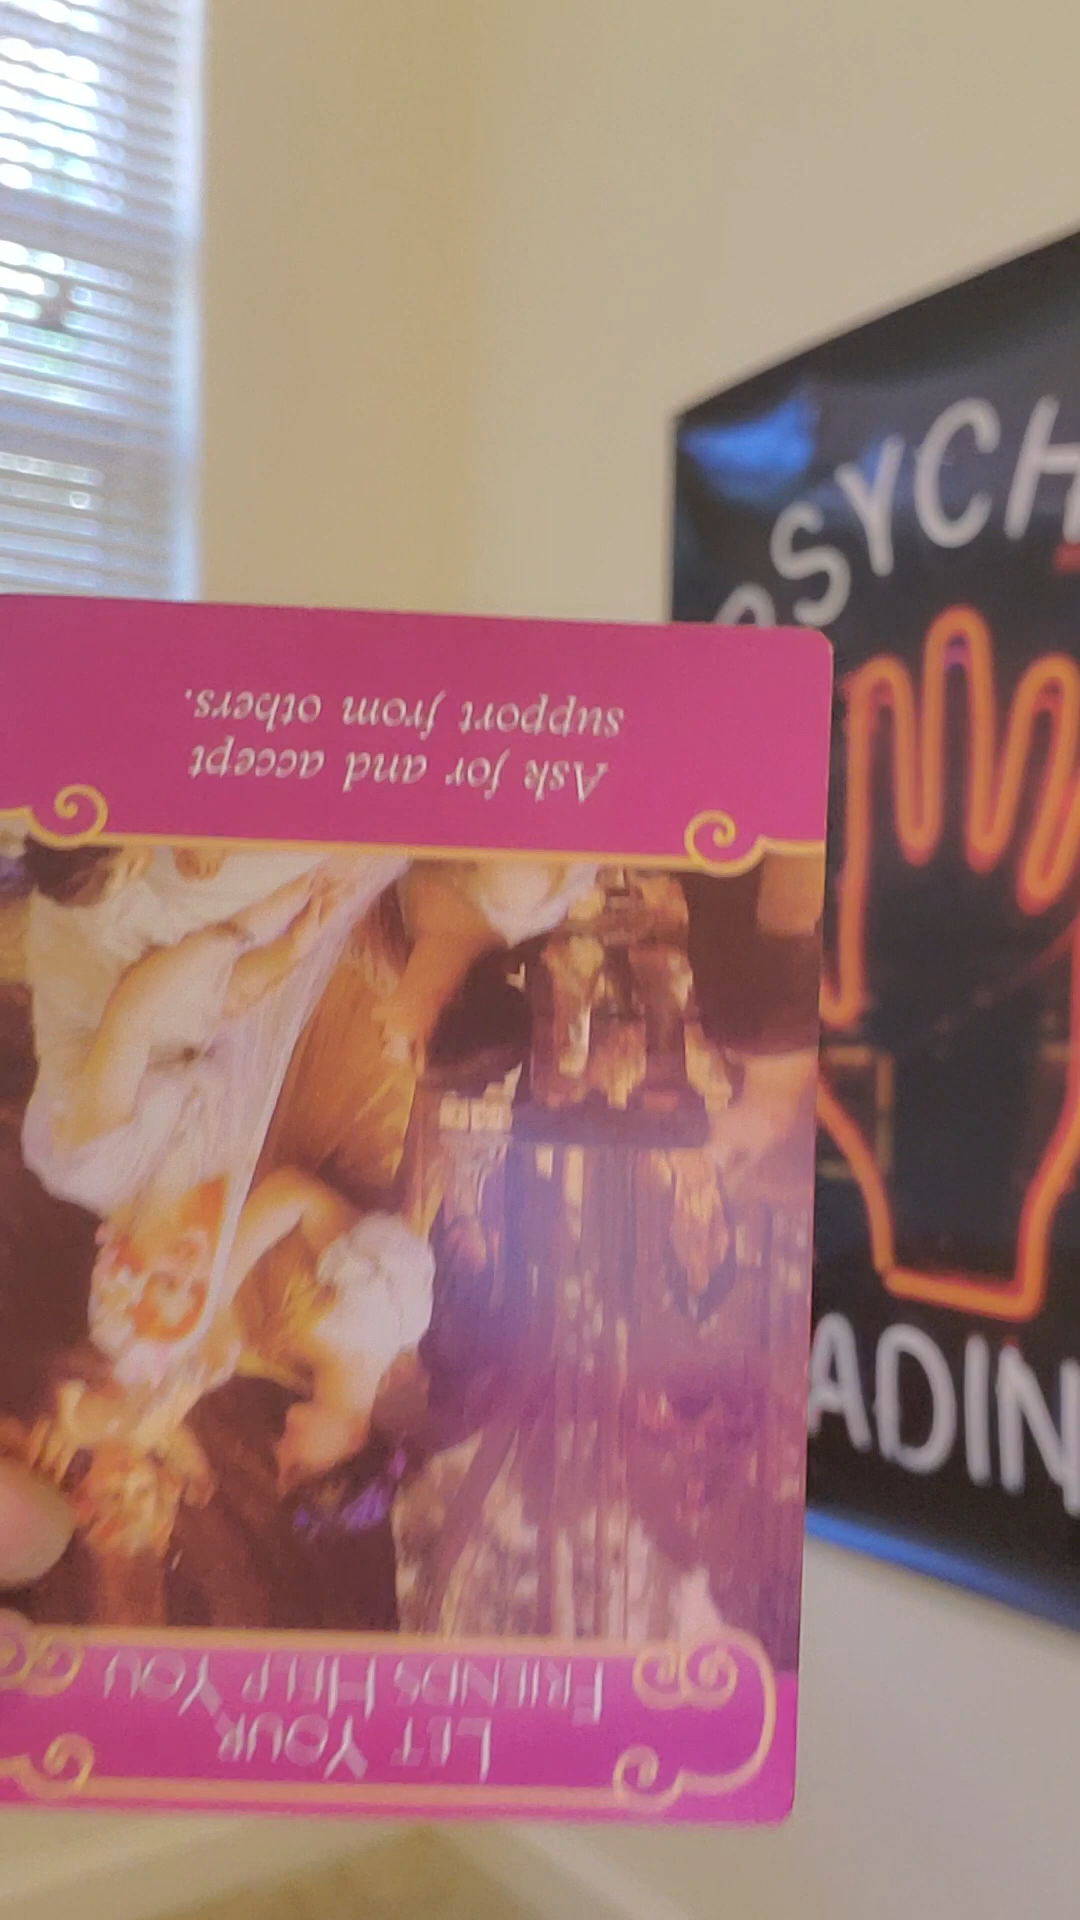 LET YOUR
FRIENDS HELP YOU
Ask for and accept
support from others.
PSYCH
ADIN